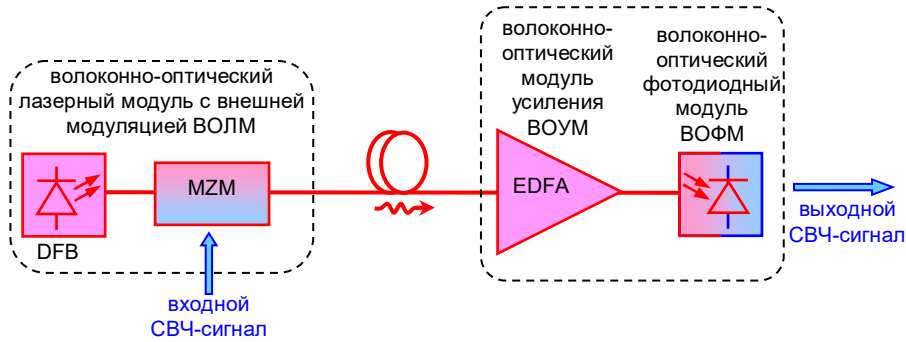 волоконно-оптический
лазерный модуль с внешней
модуляцией ВОЛМ
DFB
MZM
входной
СВЧ-сигнал
волоконно-
оптический
модуль
усиления
ВОУМ
EDFA
волоконно-
оптический
фотодиодный
модуль
ВОФМ
выходной
СВЧ-сигнал